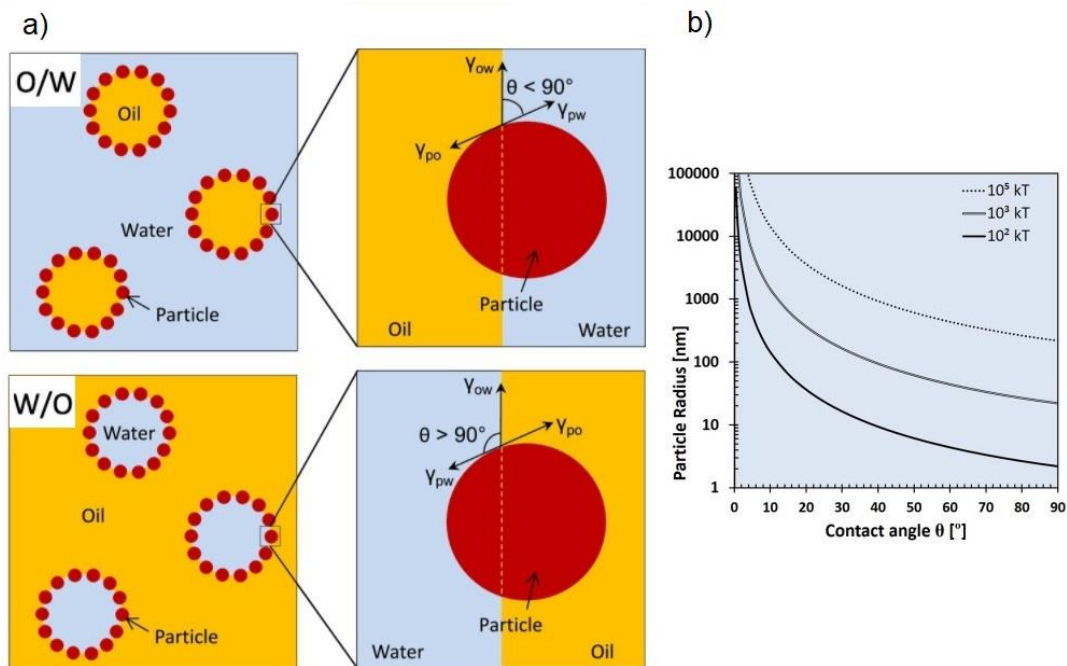 a)
O/W
Oil
Water
Particle
γow
θ < 90°
γpw
γpo
Particle
Oil
Water
W/O
Water
Oil
Particle
γow
θ > 90°
γpo
γpw
Particle
Water
Oil
b)
100000
10000
1000
100
10
1
10⁵ kT
10³ kT
10² kT
Particle Radius [nm]
0 10 20 30 40 50 60 70 80 90
Contact angle θ [°]